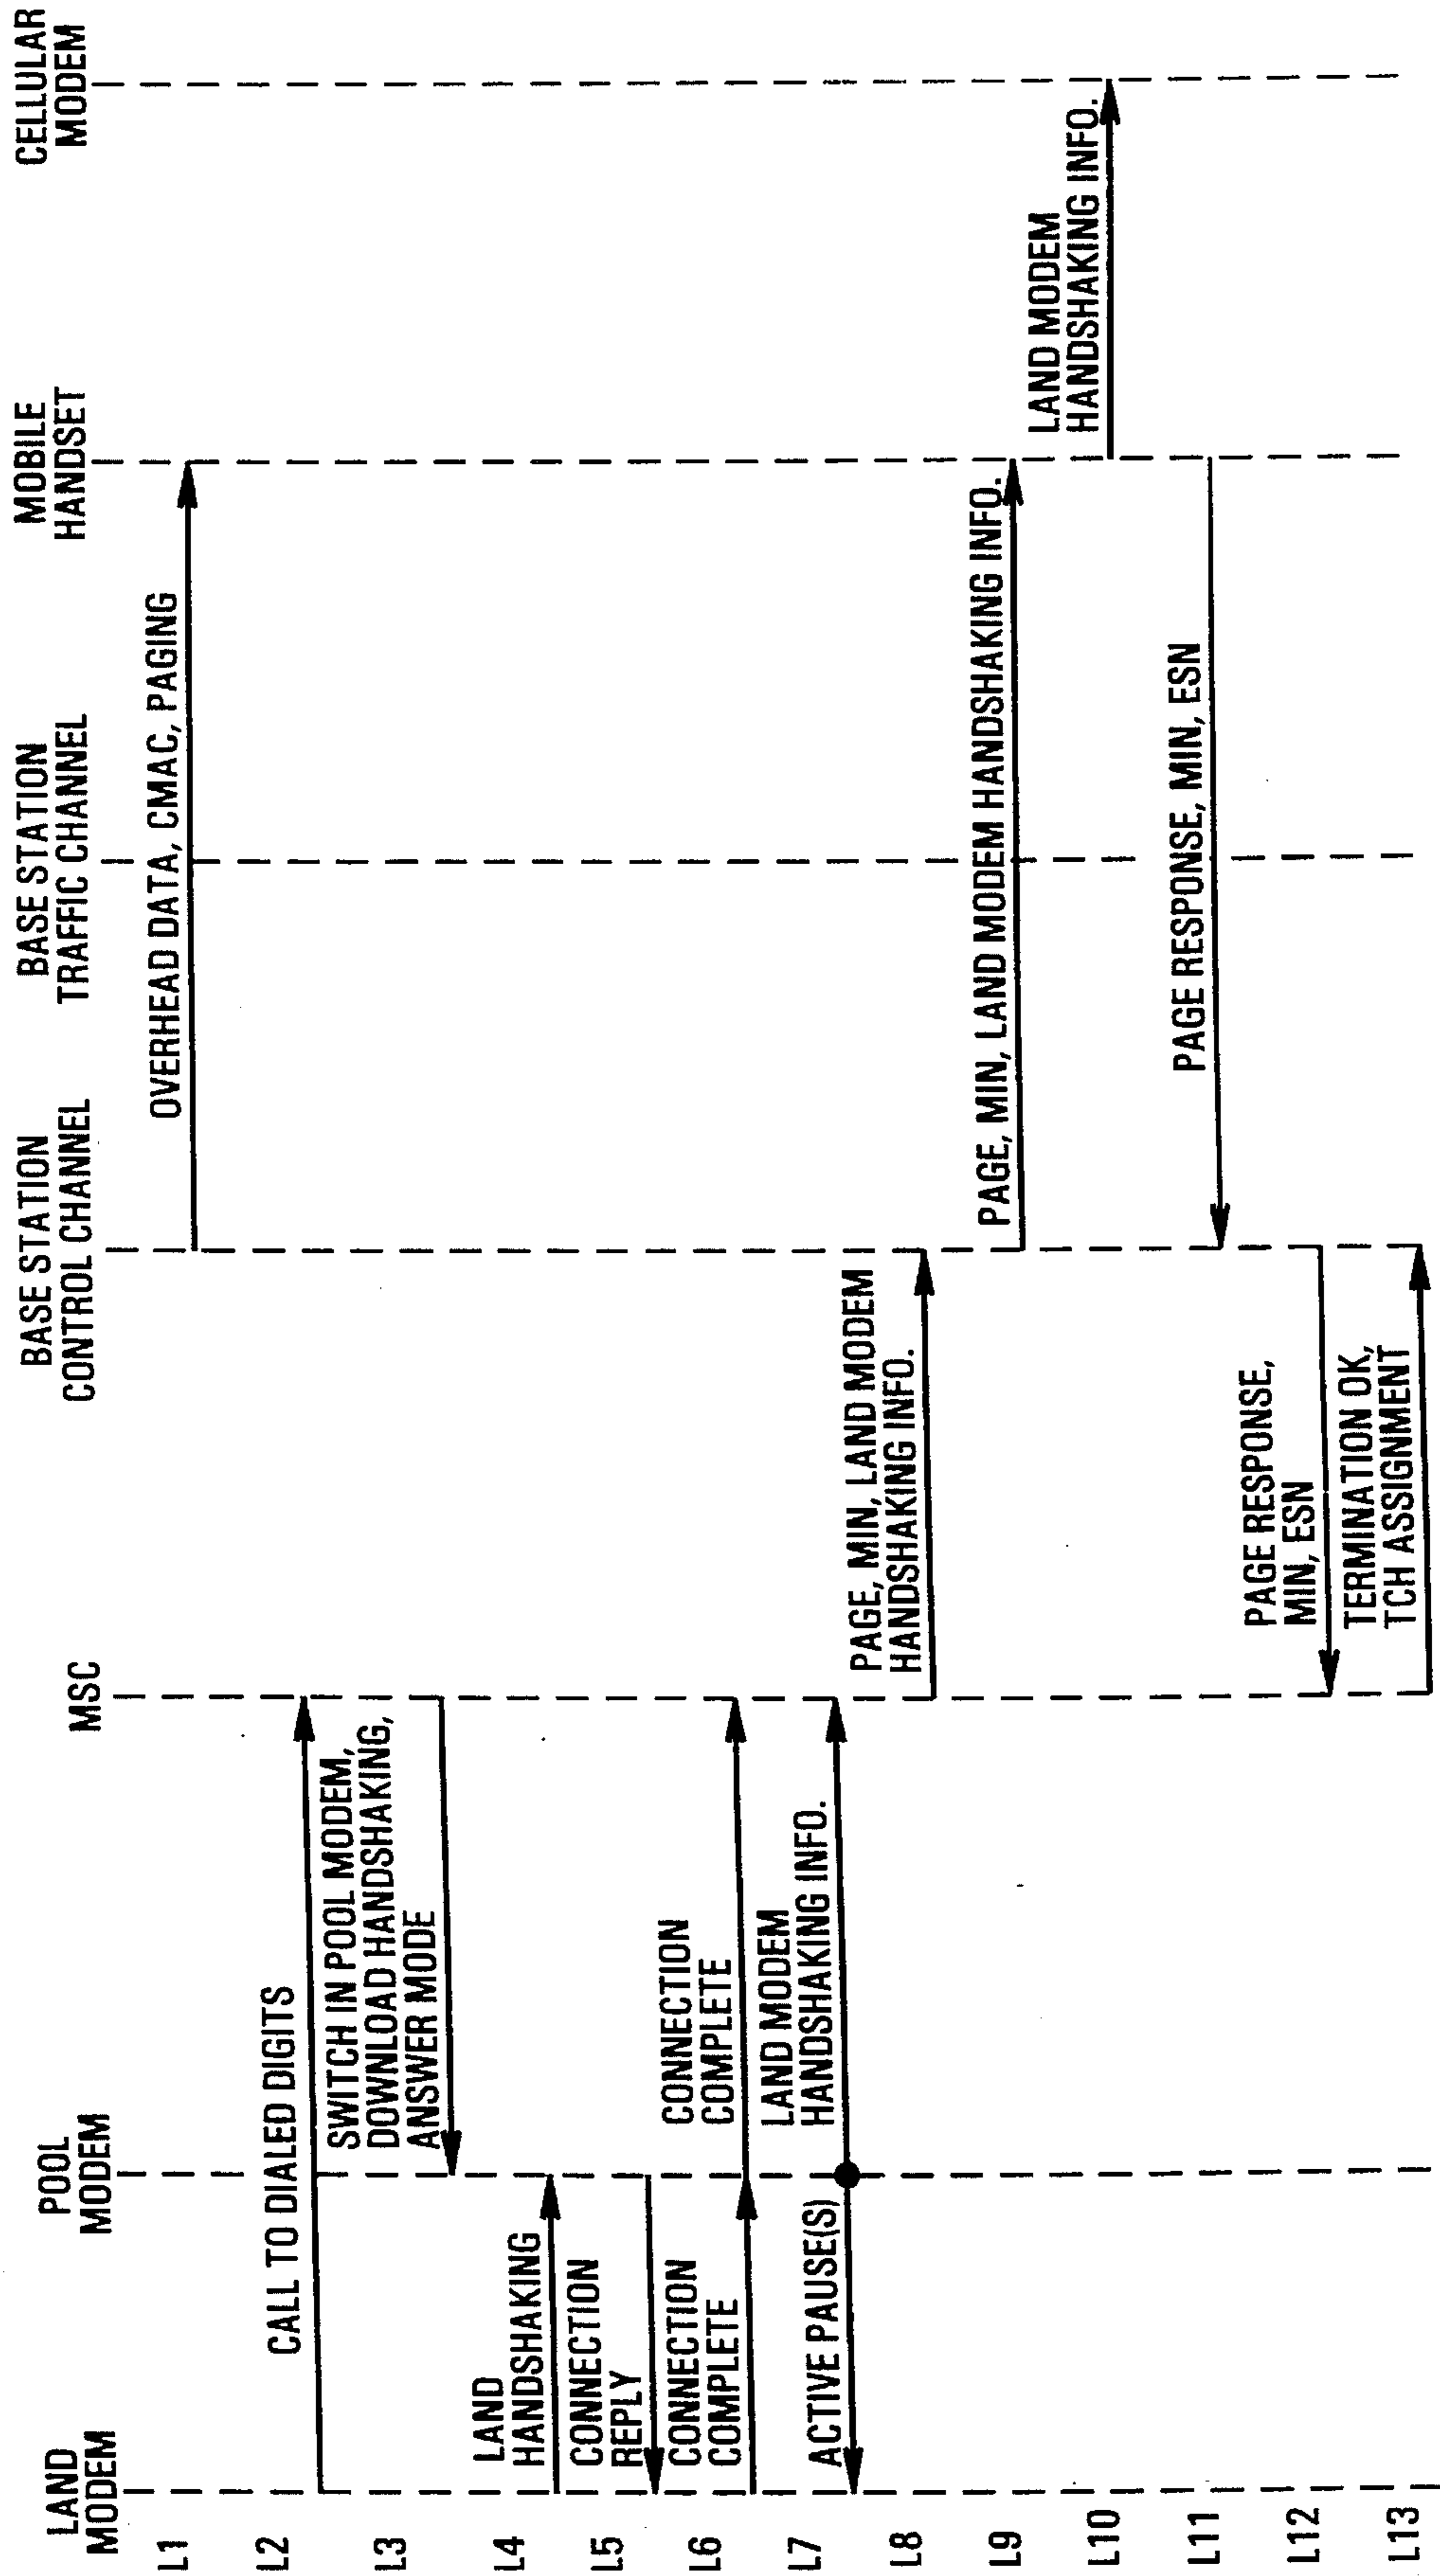 LAND
MODEM
POOL
MODEM
MSC
BASE STATION
CONTROL CHANNEL
BASE STATION
TRAFFIC CHANNEL
MOBILE
HANDSET
CELLULAR
MODEM
L1
OVERHEAD DATA, CMAC, PAGING
L2
CALL TO DIALED DIGITS
L3
SWITCH IN POOL MODEM,
DOWNLOAD HANDSHAKING,
ANSWER MODE
L4
LAND
HANDSHAKING
L5
CONNECTION
REPLY
L6
CONNECTION
COMPLETE
CONNECTION
COMPLETE
L7
ACTIVE PAUSE(S)
LAND MODEM
HANDSHAKING INFO.
L8
PAGE, MIN, LAND MODEM
HANDSHAKING INFO.
L9
PAGE, MIN, LAND MODEM HANDSHAKING INFO.
L10
LAND MODEM
HANDSHAKING INFO.
L11
PAGE RESPONSE, MIN, ESN
L12
PAGE RESPONSE,
MIN, ESN
L13
TERMINATION OK,
TCH ASSIGNMENT